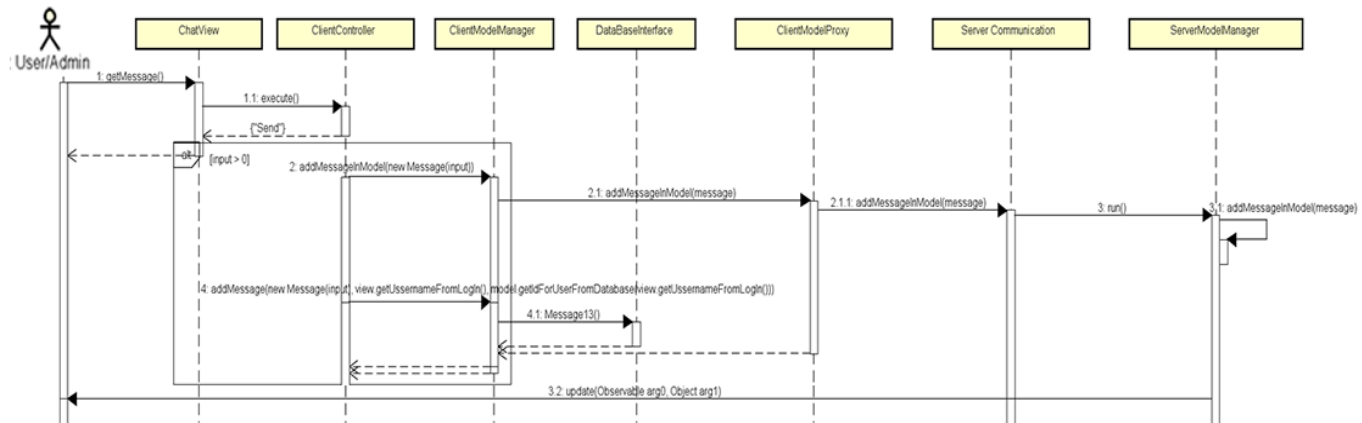 ChatView
ClientController
ClientModelManager
DataBaseInterface
ClientModelProxy
Server Communication
ServerModelManager
: User/Admin
1: getMessage()
1.1: execute()
{"Send"}
alt
[input > 0]
2: addMessageInModel(new Message(input))
2.1: addMessageInModel(message)
2.1.1: addMessageInModel(message)
3: run()
3.1: addMessageInModel(message)
4: addMessage(new Message(input), view.getUssernameFromLogIn(), model.getIdForUserFromDatabase(view.getUssernameFromLogIn()))
4.1: Message13()
3.2: update(Observable arg0, Object arg1)